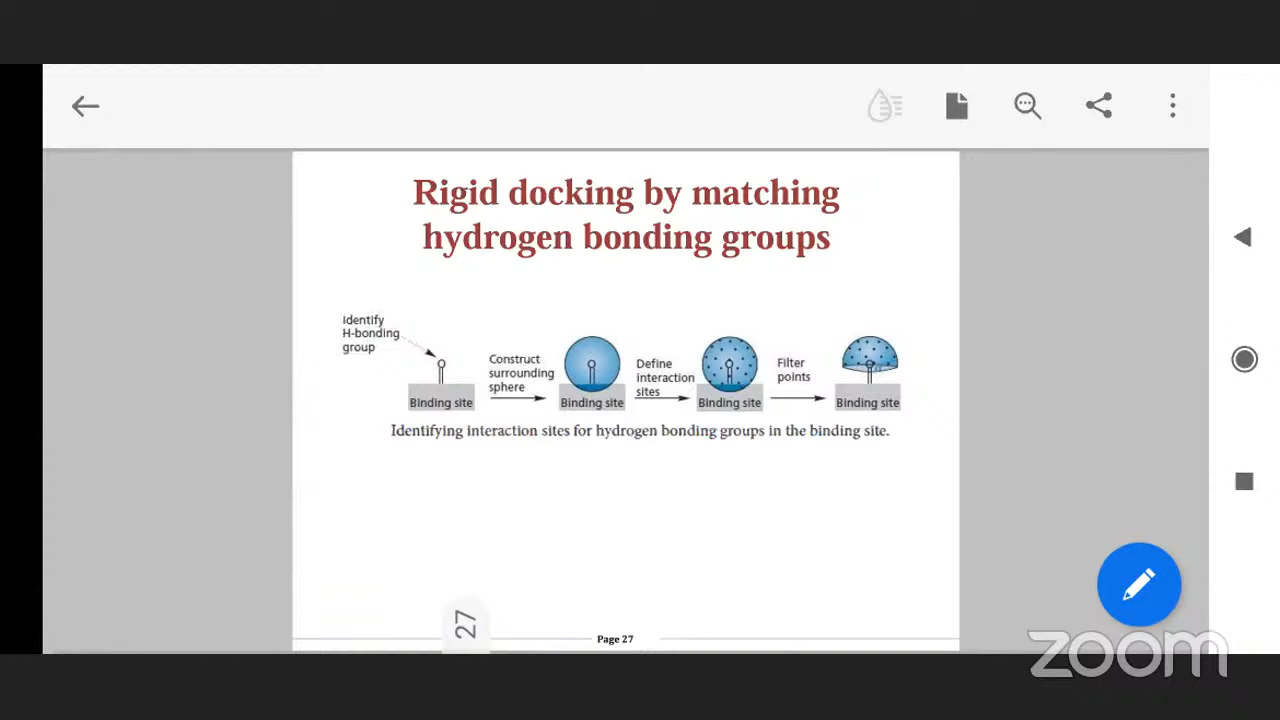 Rigid docking by matching
hydrogen bonding groups
Identify
H-bonding
group
Construct
surrounding
sphere
Define
interaction
sites
Filter
points
Binding site
Binding site
Binding site
Binding site
Identifying interaction sites for hydrogen bonding groups in the binding site.
27
Page 27
zoom